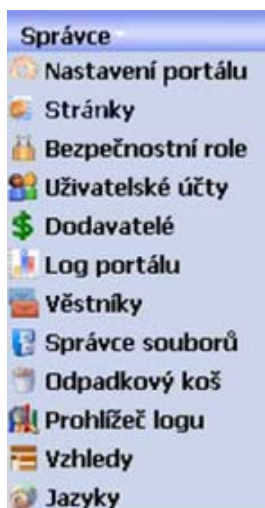 Správce
Nastavení portálu
Stránky
Bezpečnostní role
Uživatelské účty
Dodavatelé
Log portálu
Věstníky
Správce souborů
Odpadkový koš
Prohlížeč logu
Vzhledy
Jazyky